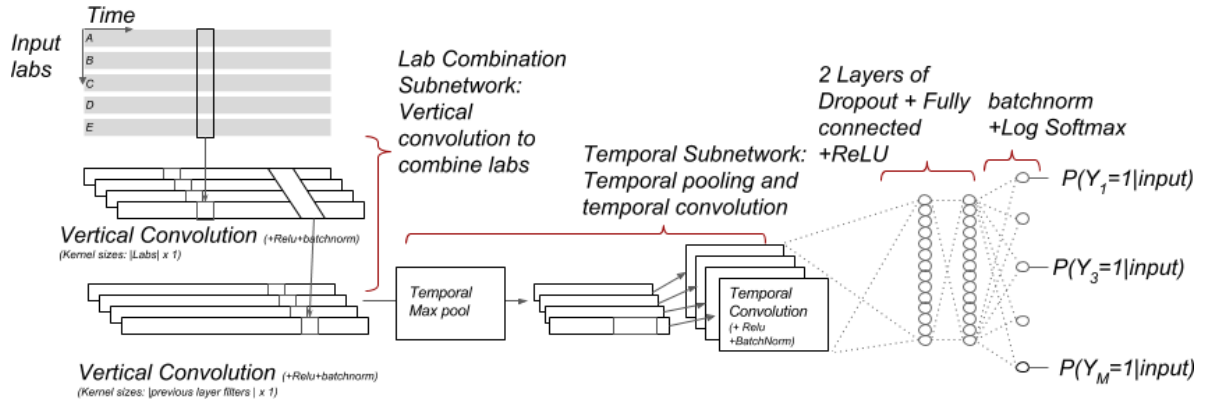 Time
Input
labs
A
B
C
D
E
Lab Combination
Subnetwork:
Vertical
convolution to
combine labs
Vertical Convolution (+Relu+batchnorm)
(Kernel sizes: |Labs| x 1)
Vertical Convolution (+Relu+batchnorm)
(Kernel sizes: |previous layer filters | x 1)
Temporal
Max pool
Temporal Subnetwork:
Temporal pooling and
temporal convolution
Temporal
Convolution
(+ Relu
+BatchNorm)
2 Layers of
Dropout + Fully
connected
+ReLU
batchnorm
+Log Softmax
P(Y_1=1|input)
P(Y_3=1|input)
P(Y_M=1|input)